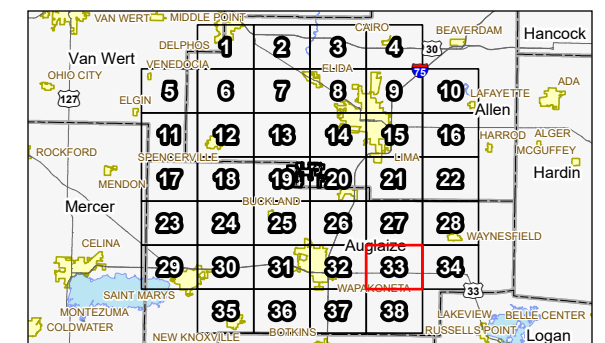 VAN WERT MIDDLE POINT
CAIRO BEAVERDAM Hancock
DELPHOS 1 2 3 4 30
Van Wert VENEDOCIA ELIDA 75
OHIO CITY ADA
127 ELGIN 5 6 7 8 9 10 LAFAYETTE
Allen
11 12 13 14 15 16 HARROD ALGER
ROCKFORD SPENCERVILLE LIMA MCGUFFEY
Hardin
MENDON 17 18 19 20 21 22
Mercer BUCKLAND
23 24 25 26 27 28
CELINA Auglaize WAYNESFIELD
29 30 31 32 33 34
SAINT MARYS WAPAKONETA 33
MONTEZUMA 35 36 37 38 LAKEVIEW BELLE CENTER
COLDWATER NEW KNOXVILLE BOTKINS RUSSELLS POINT Logan